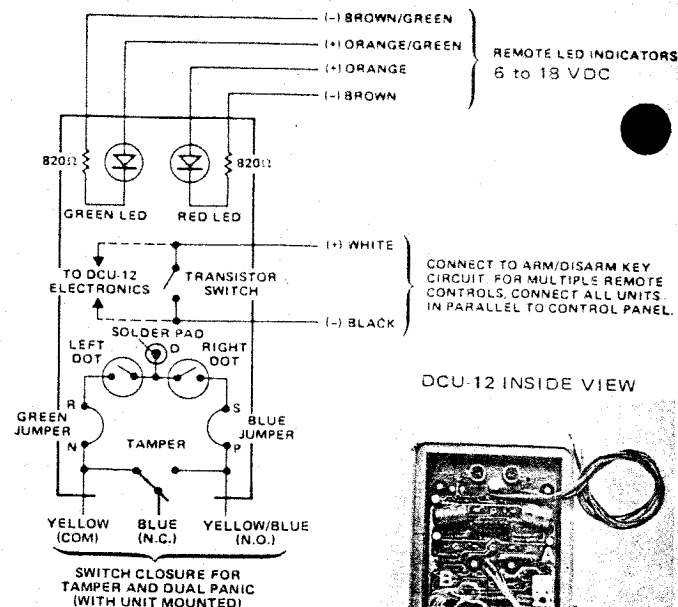 (-) BROWN/GREEN
(+) ORANGE/GREEN
(+) ORANGE
(-) BROWN
REMOTE LED INDICATORS
6 to 18 VDC
820Ω
820Ω
GREEN LED
RED LED
(+) WHITE
TO DCU-12
ELECTRONICS
TRANSISTOR
SWITCH
(-) BLACK
CONNECT TO ARM/DISARM KEY
CIRCUIT. FOR MULTIPLE REMOTE
CONTROLS, CONNECT ALL UNITS
IN PARALLEL TO CONTROL PANEL.
SOLDER PAD
D
LEFT
DOT
RIGHT
DOT
R
S
GREEN
JUMPER
BLUE
JUMPER
N
P
TAMPER
YELLOW
(COM)
BLUE
(N.C.)
YELLOW/BLUE
(N.O.)
SWITCH CLOSURE FOR
TAMPER AND DUAL PANIC
(WITH UNIT MOUNTED)
DCU-12 INSIDE VIEW
A
B